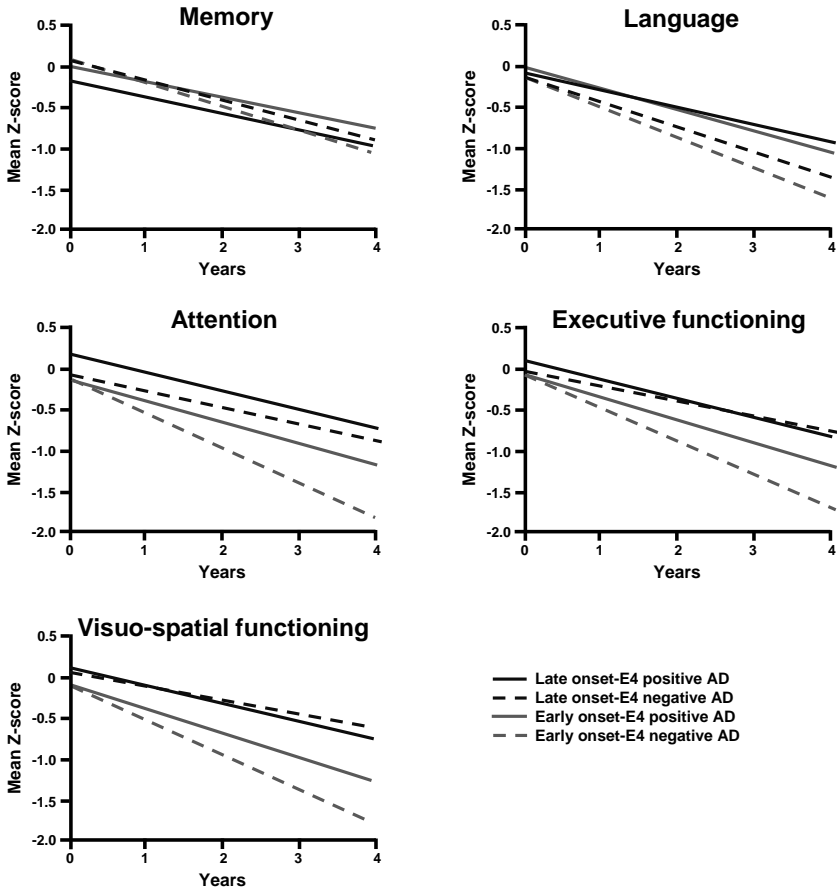 Memory
0.5
0
-0.5
-1.0
-1.5
-2.0
Mean Z-score
0 1 2 3 4
Years
Language
0.5
0
-0.5
-1.0
-1.5
-2.0
Mean Z-score
0 1 2 3 4
Years
Attention
0.5
0
-0.5
-1.0
-1.5
-2.0
Mean Z-score
0 1 2 3 4
Years
Executive functioning
0.5
0
-0.5
-1.0
-1.5
-2.0
Mean Z-score
0 1 2 3 4
Years
Visuo-spatial functioning
0.5
0
-0.5
-1.0
-1.5
-2.0
Mean Z-score
0 1 2 3 4
Years
Late onset-E4 positive AD
Late onset-E4 negative AD
Early onset-E4 positive AD
Early onset-E4 negative AD